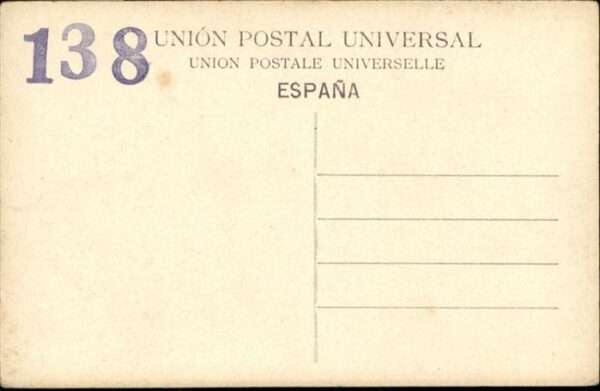 138
UNIÓN POSTAL UNIVERSAL
UNION POSTALE UNIVERSELLE
ESPAÑA